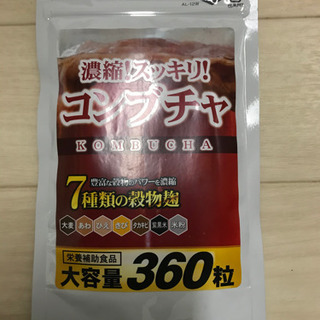 濃縮!スッキリ!
コンブチャ
KOMBUCHA
豊富な穀物のパワーを濃縮
7種類の穀物麹
大麦 あわ ひえ きび タカキビ 紫黒米 米粉
栄養補助食品
大容量360粒